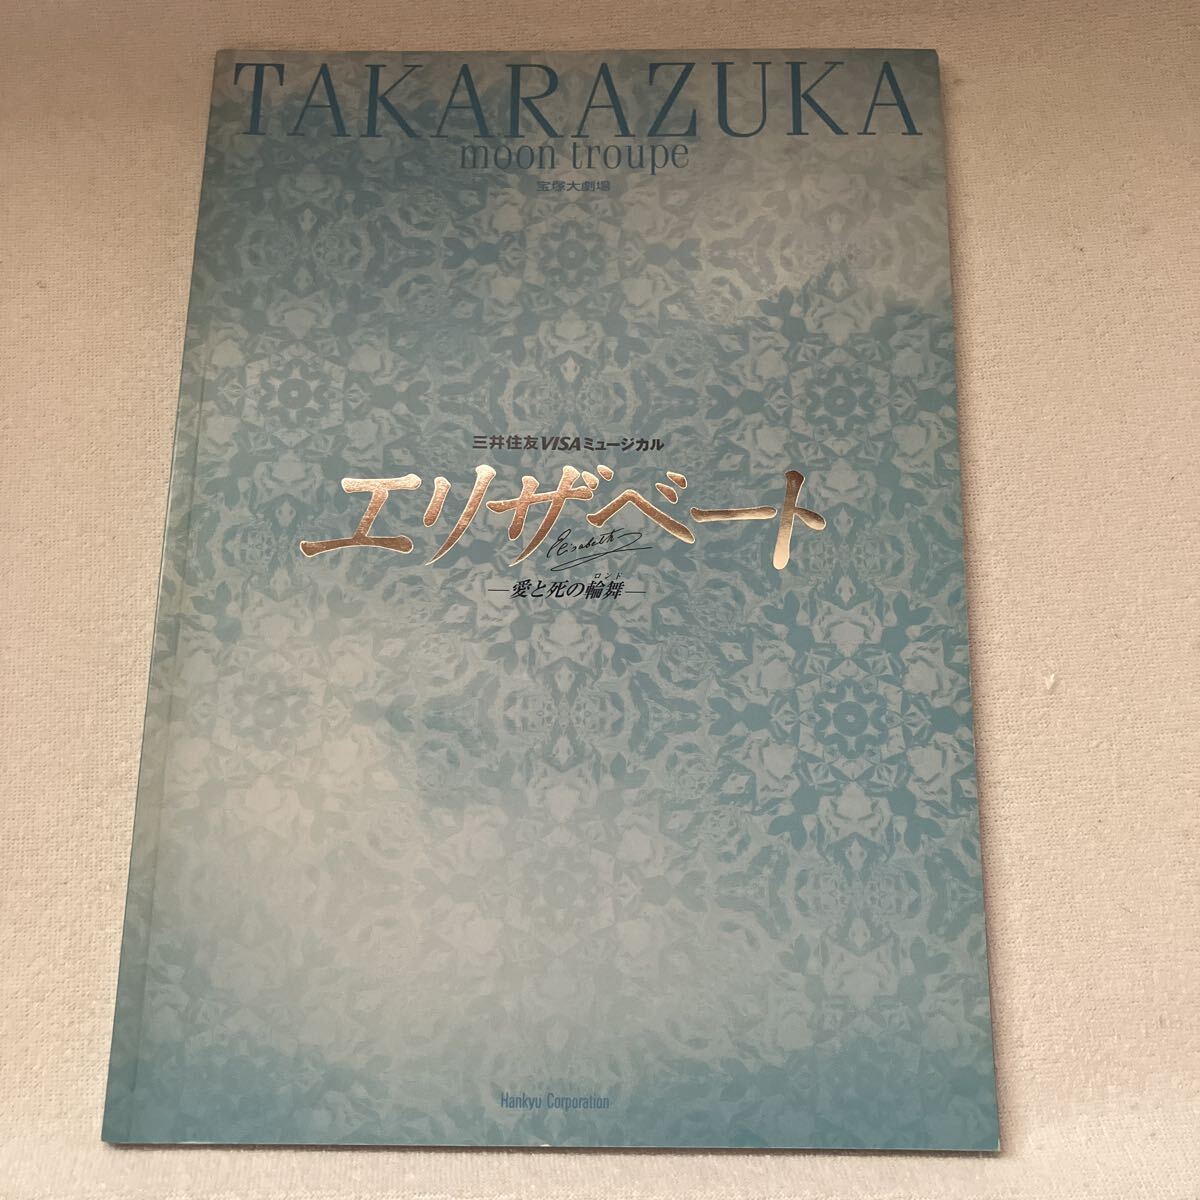 TAKARAZUKA
moon troupe
宝塚大劇場
三井住友VISAミュージカル
エリザベート
Elisabeth
ロンド
―愛と死の輪舞―
Hankyu Corporation